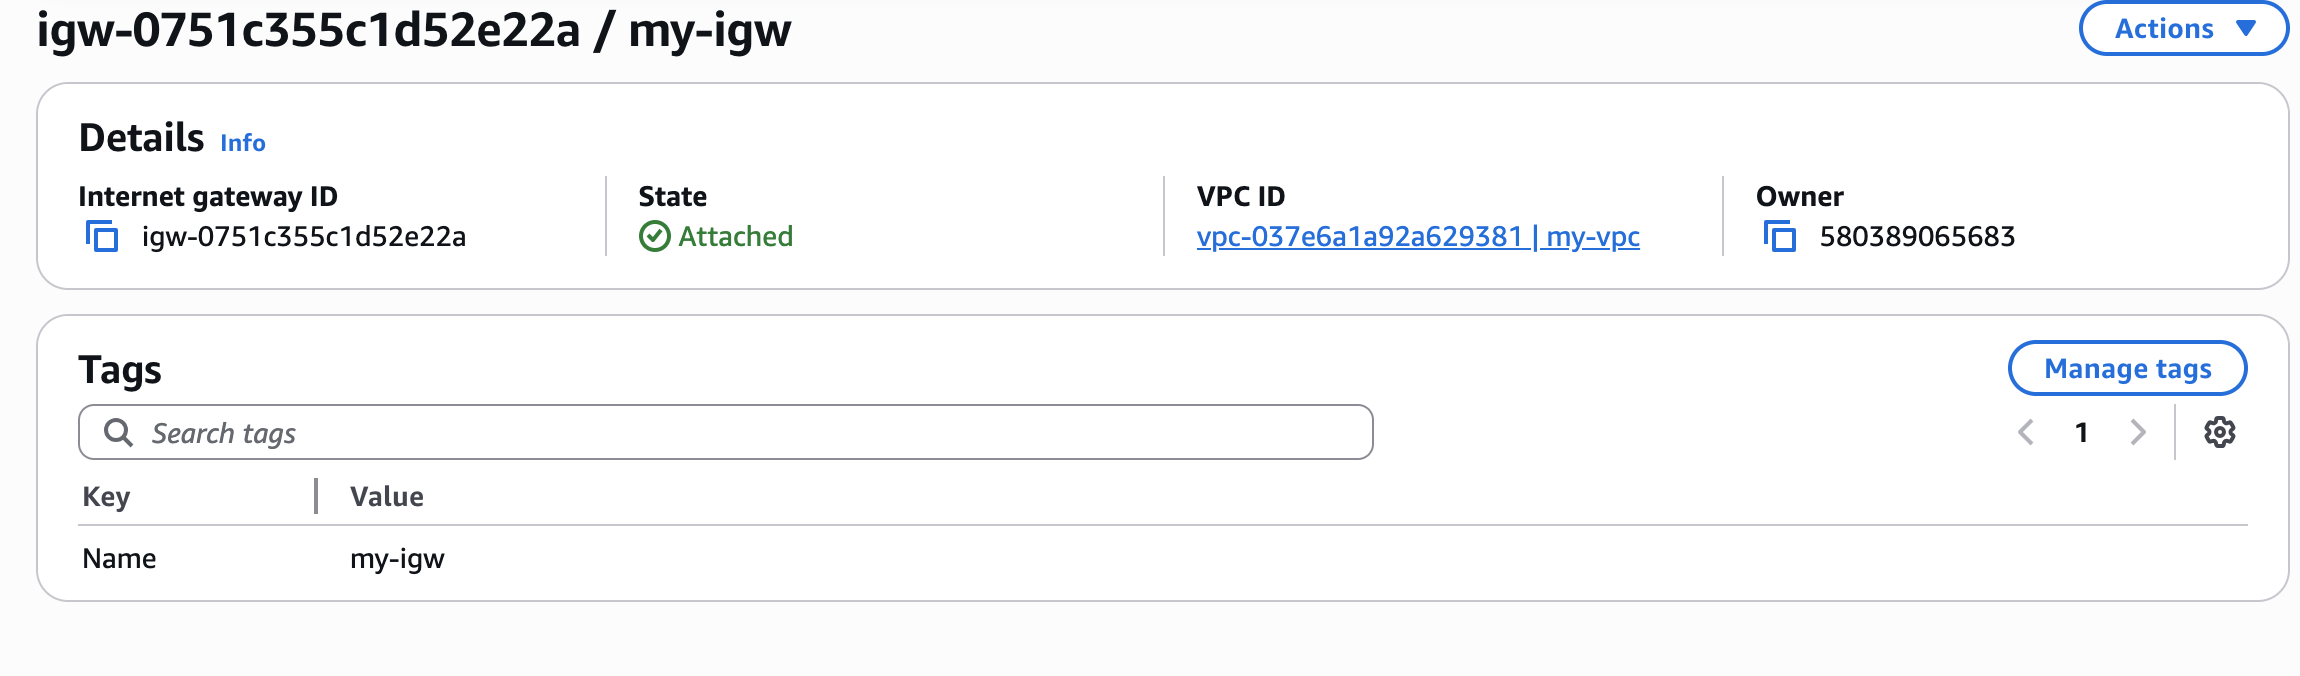 igw-0751c355c1d52e22a / my-igw
Actions
Details Info
Internet gateway ID
igw-0751c355c1d52e22a
State
Attached
VPC ID
vpc-037e6a1a92a629381 | my-vpc
Owner
580389065683
Tags
Manage tags
Search tags
1
Key Value
Name my-igw